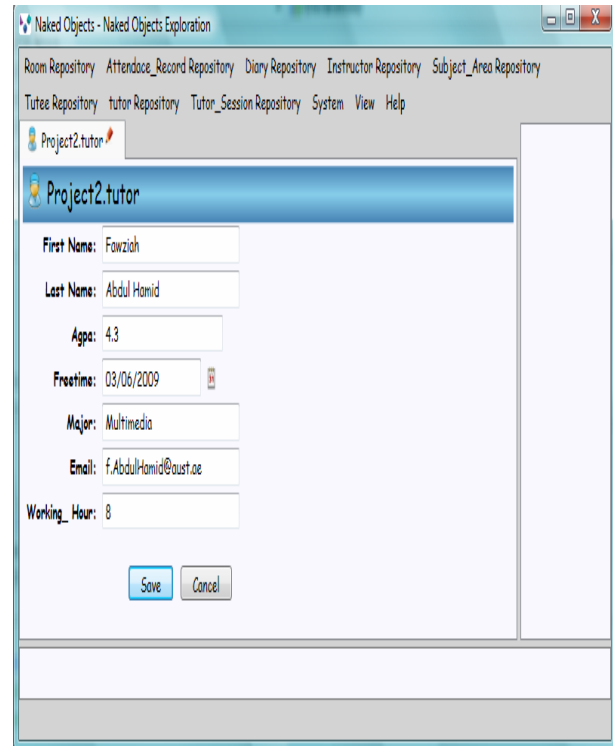 Naked Objects - Naked Objects Exploration
Room Repository Attendace_Record Repository Diary Repository Instructor Repository Subject_Area Repository
Tutee Repository tutor Repository Tutor_Session Repository System View Help
Project2.tutor
Project2.tutor
First Name: Fawziah
Last Name: Abdul Hamid
Agpa: 4.3
Freetime: 03/06/2009
Major: Multimedia
Email: f.AbdulHamid@aust.ae
Working_ Hour: 8
Save Cancel